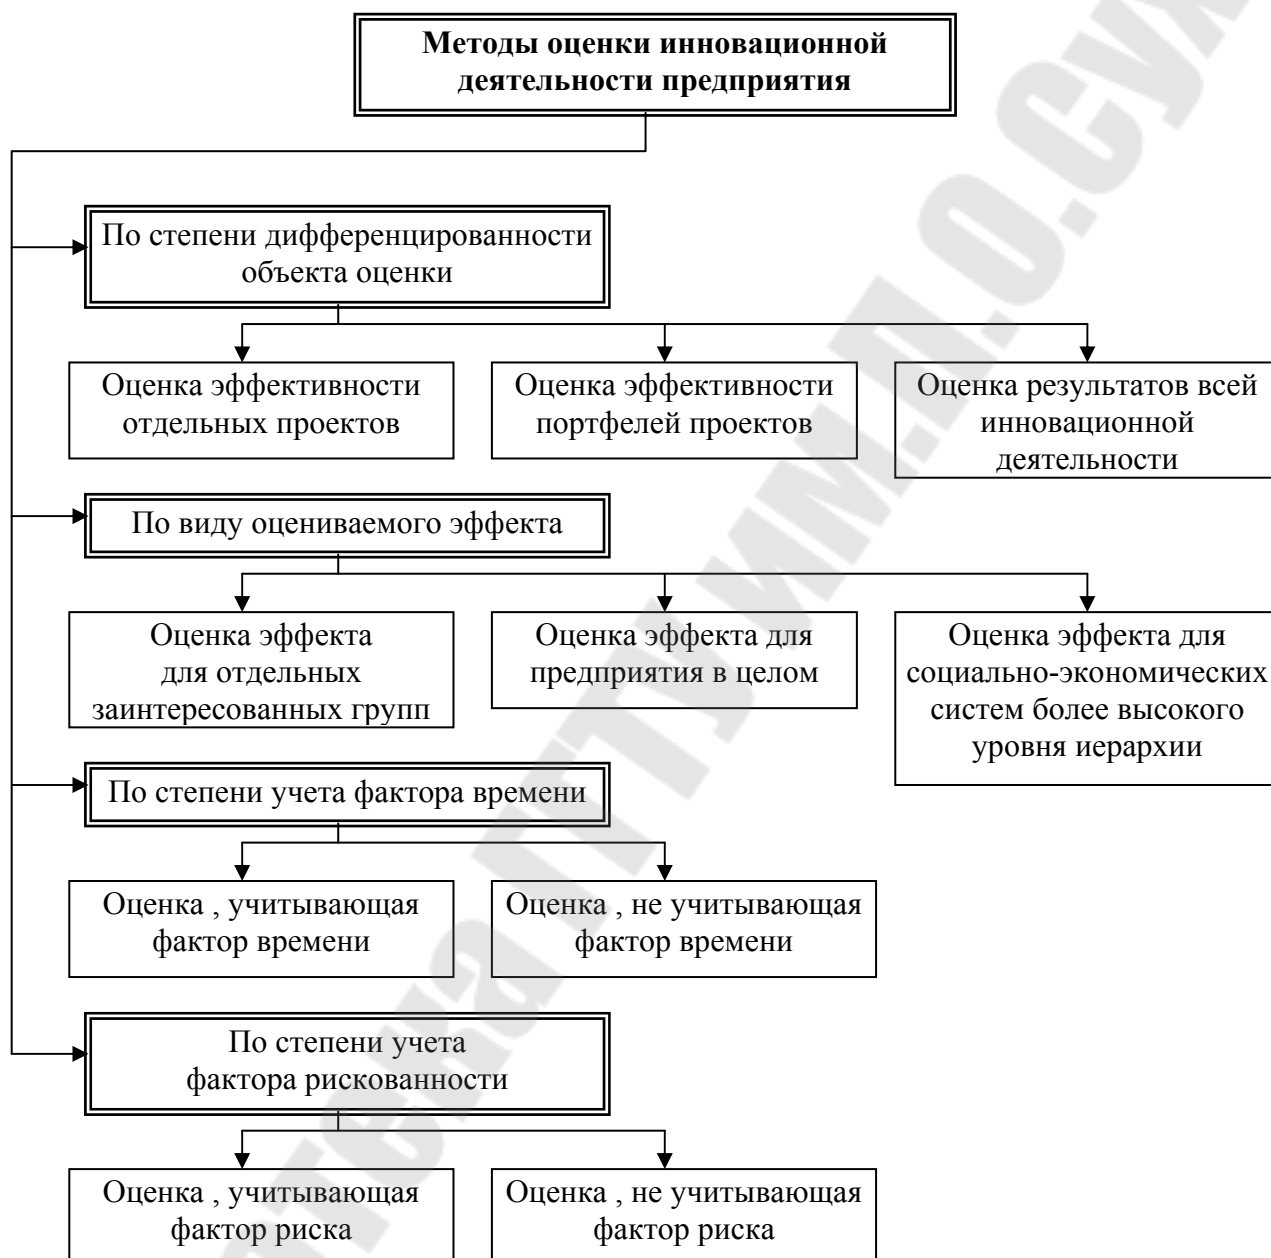 Методы оценки инновационной
деятельности предприятия
По степени дифференцированности
объекта оценки
Оценка эффективности
отдельных проектов
Оценка эффективности
портфелей проектов
Оценка результатов всей
инновационной
деятельности
По виду оцениваемого эффекта
Оценка эффекта
для отдельных
заинтересованных групп
Оценка эффекта для
предприятия в целом
Оценка эффекта для
социально-экономических
систем более высокого
уровня иерархии
По степени учета фактора времени
Оценка , учитывающая
фактор времени
Оценка , не учитывающая
фактор времени
По степени учета
фактора рискованности
Оценка , учитывающая
фактор риска
Оценка , не учитывающая
фактор риска
ГГТУ им.П.О.